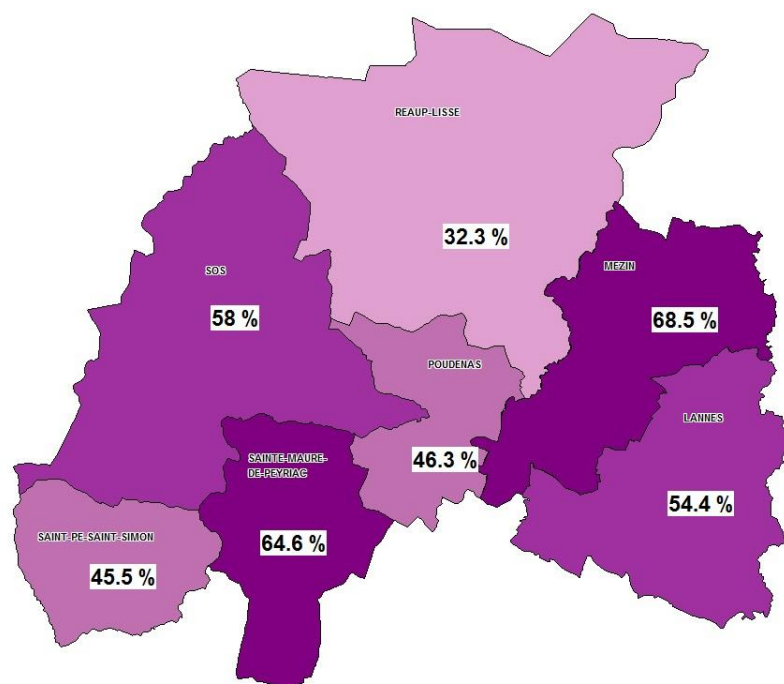 REAUP-LISSE
32.3 %
SOS
58 %
MEZIN
68.5 %
POUDENAS
46.3 %
LANNES
54.4 %
SAINTE-MAURE-
DE-PEYRIAC
64.6 %
SAINT-PE-SAINT-SIMON
45.5 %